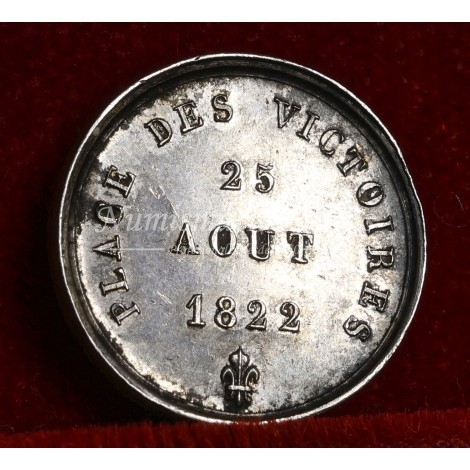 PLACE DES VICTOIRES
25
AOUT
1822